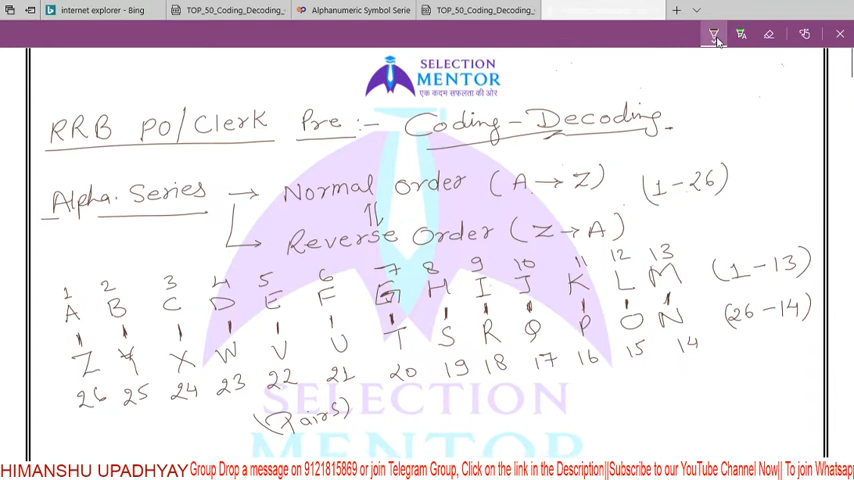 internet explorer - Bing
TOP_50_Coding_Decoding_
Alphanumeric Symbol Serie
TOP_50_Coding_Decoding_
SELECTION
MENTOR
एक कदम सफलता की ओर
RRB PO/Clerk Pre :- Coding-Decoding.
Alpha. Series → Normal Order (A → Z) (1-26)
⇅
→ Reverse Order (Z → A)
1 2 3 4 5 6 7 8 9 10 11 12 13 (1-13)
A B C D E F G H I J K L M
Z Y X W V U T S R Q P O N (26-14)
26 25 24 23 22 21 20 19 18 17 16 15 14
(Pairs)
SELECTION
HIMANSHU UPADHYAY Group Drop a message on 9121815869 or join Telegram Group, Click on the link in the Description||Subscribe to our YouTube Channel Now|| To join Whatsapp